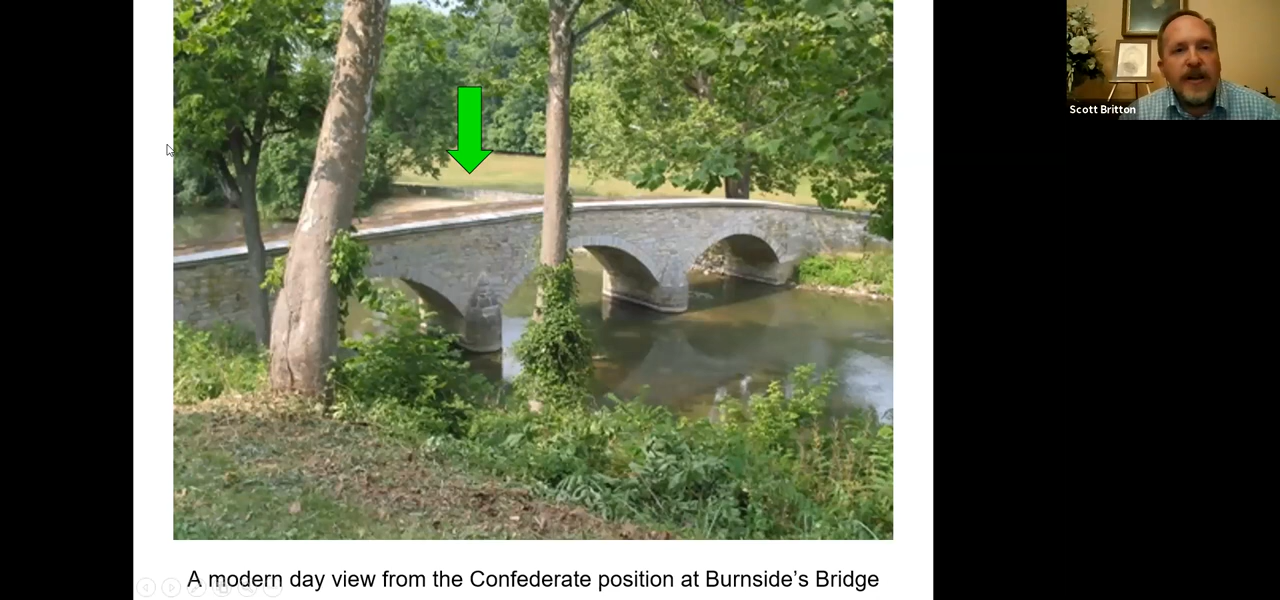 Scott Britton
A modern day view from the Confederate position at Burnside's Bridge